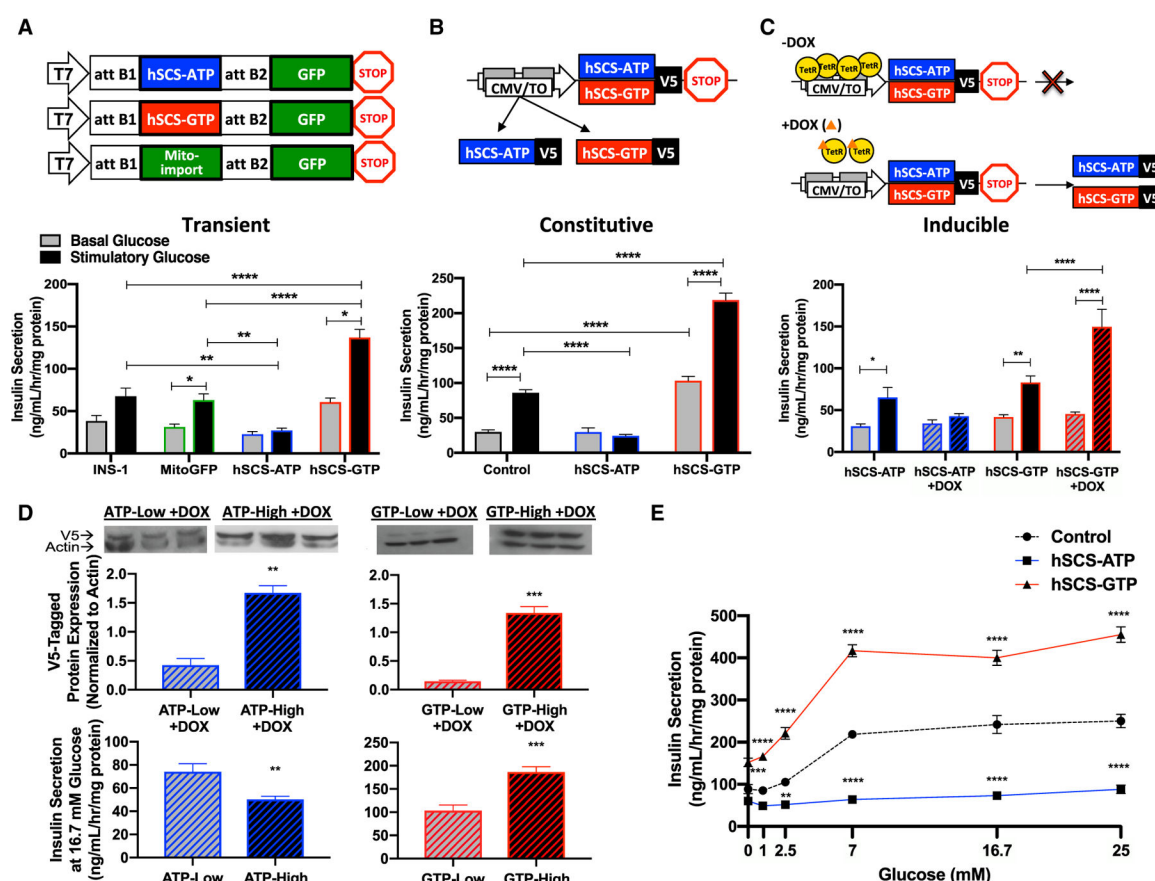 A
T7 att B1 hSCS-ATP att B2 GFP STOP
T7 att B1 hSCS-GTP att B2 GFP STOP
T7 att B1 Mito-import att B2 GFP STOP
B
CMV/TO hSCS-ATP hSCS-GTP V5 STOP
hSCS-ATP V5 hSCS-GTP V5
C
-DOX
TetR TetR TetR TetR
CMV/TO hSCS-ATP hSCS-GTP V5 STOP
+DOX ( )
TetR TetR
CMV/TO hSCS-ATP hSCS-GTP V5 STOP
hSCS-ATP V5
hSCS-GTP V5
Transient
Basal Glucose
Stimulatory Glucose
Insulin Secretion
(ng/mL/hr/mg protein)
200
150
100
50
0
****
****
*
**
**
*
INS-1 MitoGFP hSCS-ATP hSCS-GTP
Constitutive
Insulin Secretion
(ng/mL/hr/mg protein)
250
200
150
100
50
0
****
****
****
****
****
Control hSCS-ATP hSCS-GTP
Inducible
Insulin Secretion
(ng/mL/hr/mg protein)
200
150
100
50
0
****
****
*
**
hSCS-ATP hSCS-ATP +DOX hSCS-GTP hSCS-GTP +DOX
D
ATP-Low +DOX ATP-High +DOX GTP-Low +DOX GTP-High +DOX
V5→
Actin→
V5-Tagged
Protein Expression
(Normalized to Actin)
2.0
1.5
1.0
0.5
0.0
**
ATP-Low ATP-High
+DOX +DOX
2.0
1.5
1.0
0.5
0.0
***
GTP-Low GTP-High
+DOX +DOX
Insulin Secretion
at 16.7 mM Glucose
(ng/mL/hr/mg protein)
100
80
60
40
20
0
**
ATP-Low ATP-High
250
200
150
100
50
0
***
GTP-Low GTP-High
E
Control
hSCS-ATP
hSCS-GTP
Insulin Secretion
(ng/mL/hr/mg protein)
500
400
300
200
100
0
**** **** ****
****
****
***
**
**** **** ****
0 1 2.5 7 16.7 25
Glucose (mM)